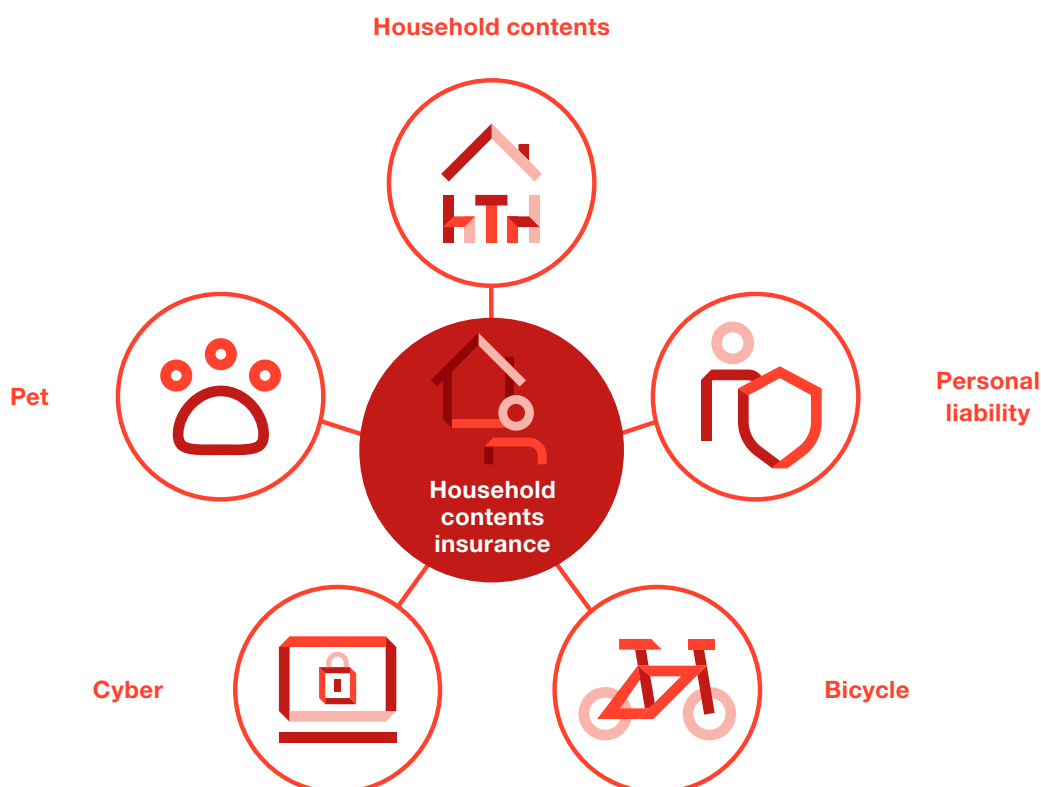 Household contents
Pet
Personal
liability
Household
contents
insurance
Cyber
Bicycle